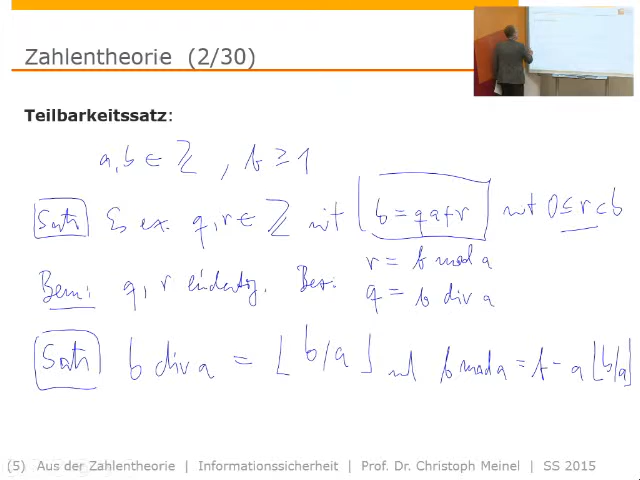 Zahlentheorie (2/30)
Teilbarkeitssatz:
a, b ∈ ℤ , b ≥ 1
Satz Es ex. q, r ∈ ℤ mit b = qa + r mit 0 ≤ r < b
r = b mod a
Bem: q, r eindeutig. Bez:
q = b div a
Satz b div a = ⌊b/a⌋ und b mod a = b - a ⌊b/a⌋
(5) Aus der Zahlentheorie | Informationssicherheit | Prof. Dr. Christoph Meinel | SS 2015